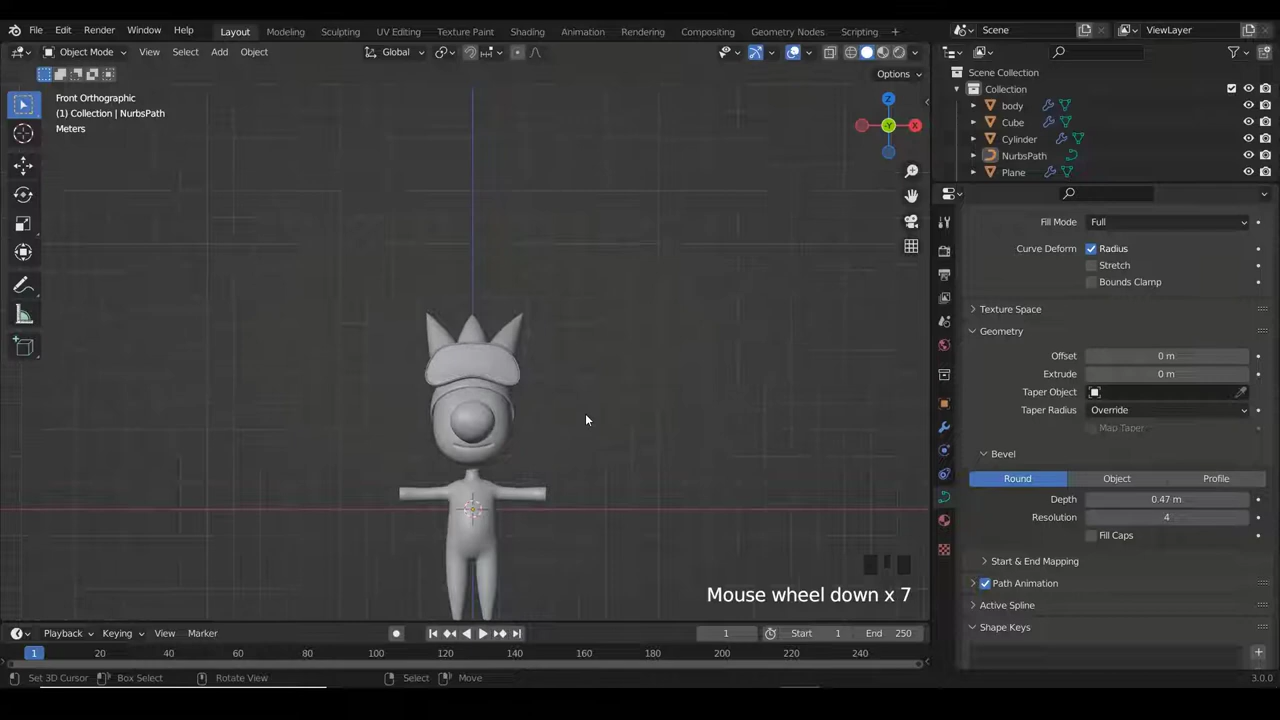 File Edit Render Window Help Layout Modeling Sculpting UV Editing Texture Paint Shading Animation Rendering Compositing Geometry Nodes Scripting + Scene ViewLayer
Object Mode View Select Add Object Global
Options
Front Orthographic
(1) Collection | NurbsPath
Meters
Z
-Y
X
Mouse wheel down x 7
Scene Collection
Collection
body
Cube
Cylinder
NurbsPath
Plane
Fill Mode Full
Curve Deform Radius
Stretch
Bounds Clamp
Texture Space
Geometry
Offset 0 m
Extrude 0 m
Taper Object
Taper Radius Override
Map Taper
Bevel
Round Object Profile
Depth 0.47 m
Resolution 4
Fill Caps
Start & End Mapping
Path Animation
Active Spline
Shape Keys
Playback Keying View Marker 1 Start 1 End 250
1 20 40 60 80 100 120 140 160 180 200 220 240
Set 3D Cursor Box Select Rotate View Select Move 3.0.0